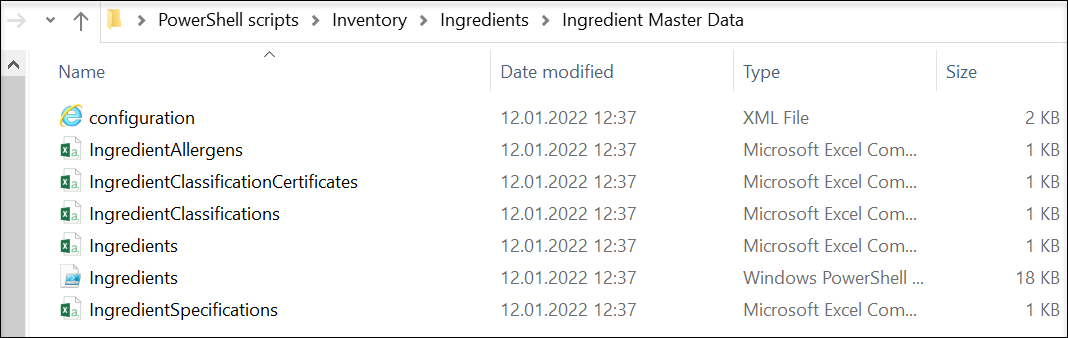 PowerShell scripts > Inventory > Ingredients > Ingredient Master Data
Name Date modified Type Size
configuration 12.01.2022 12:37 XML File 2 KB
IngredientAllergens 12.01.2022 12:37 Microsoft Excel Com... 1 KB
IngredientClassificationCertificates 12.01.2022 12:37 Microsoft Excel Com... 1 KB
IngredientClassifications 12.01.2022 12:37 Microsoft Excel Com... 1 KB
Ingredients 12.01.2022 12:37 Microsoft Excel Com... 1 KB
Ingredients 12.01.2022 12:37 Windows PowerShell ... 18 KB
IngredientSpecifications 12.01.2022 12:37 Microsoft Excel Com... 1 KB